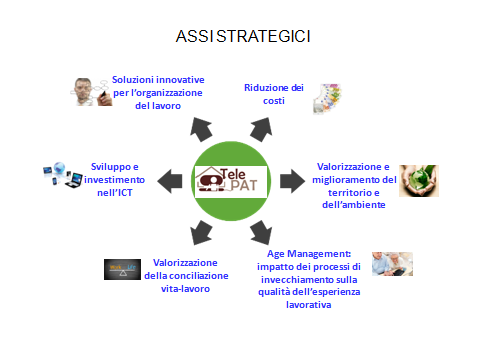 ASSI STRATEGICI
Soluzioni innovative
per l'organizzazione
del lavoro
Riduzione dei
costi
Sviluppo e
investimento
nell'ICT
Tele
PAT
Valorizzazione e
miglioramento del
territorio e
dell'ambiente
Valorizzazione
della conciliazione
vita-lavoro
Age Management:
impatto dei processi di
invecchiamento sulla
qualità dell'esperienza
lavorativa